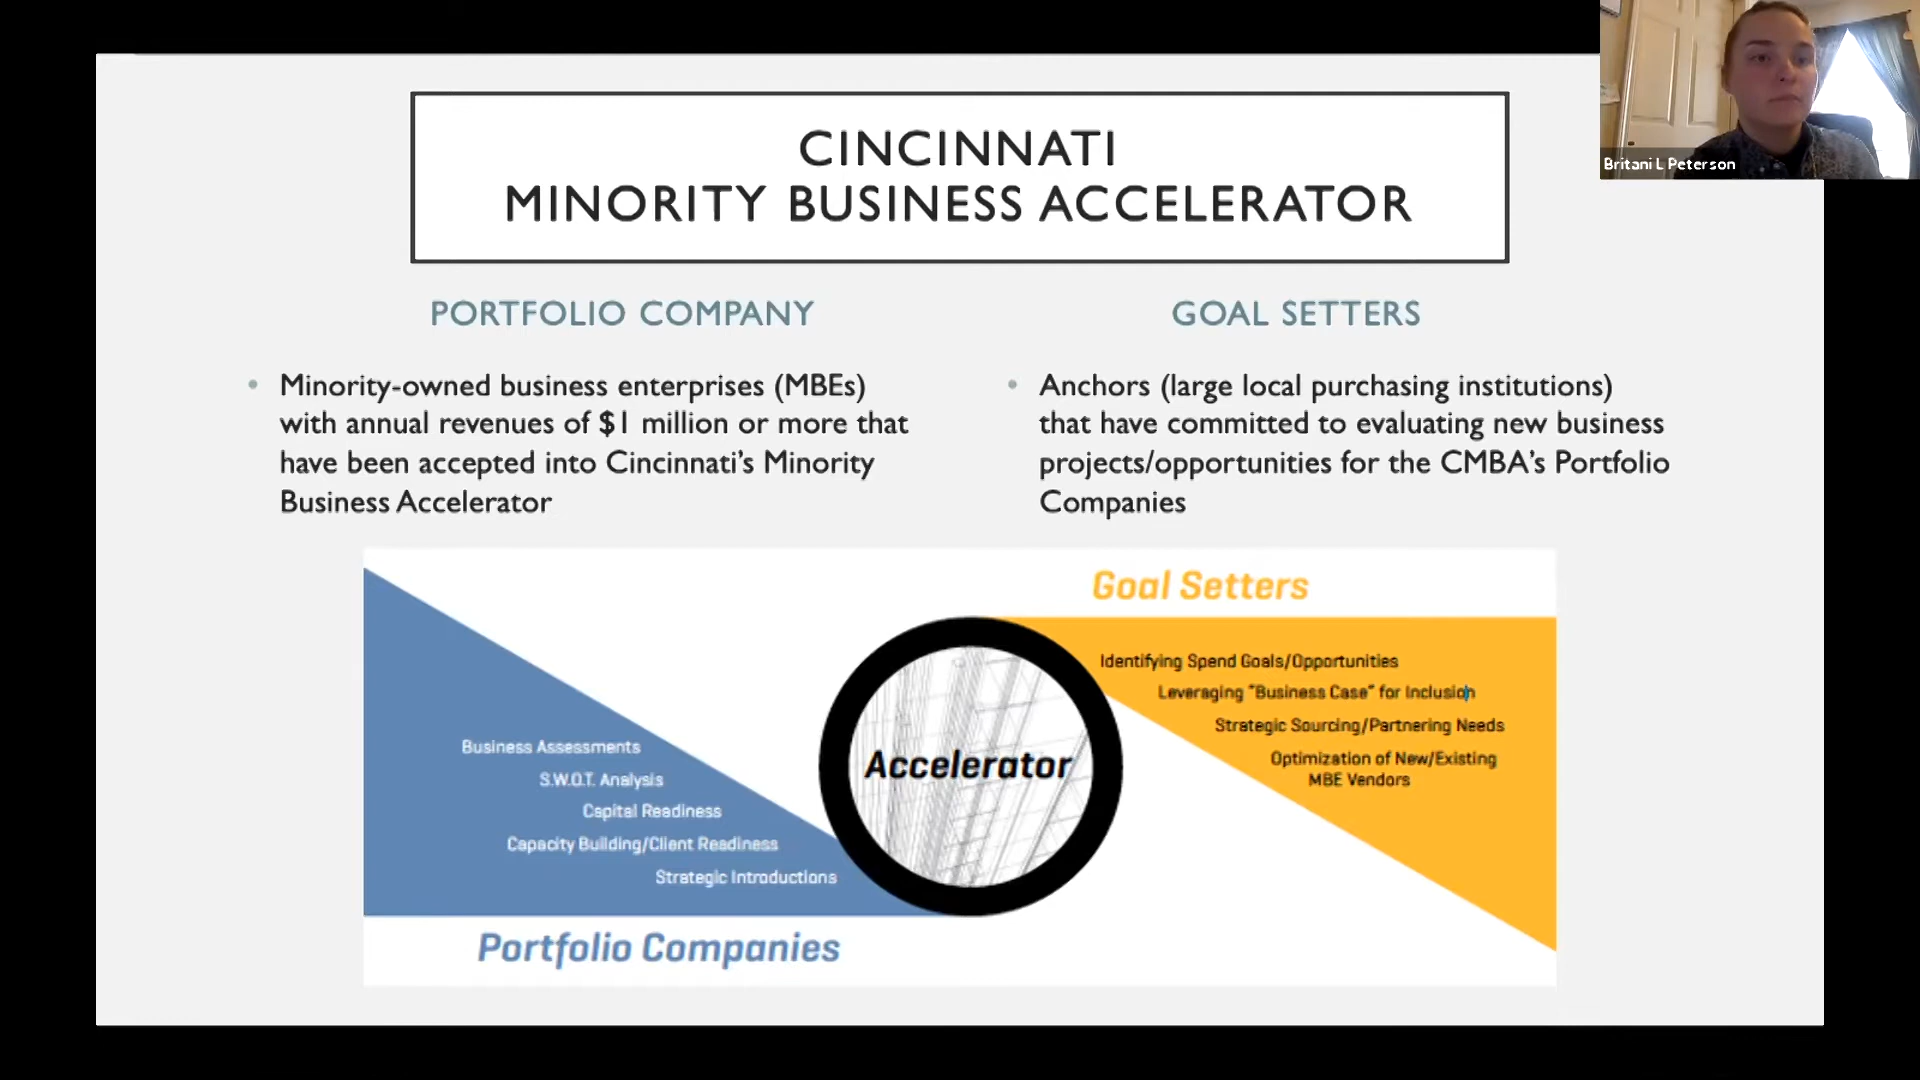 CINCINNATI
MINORITY BUSINESS ACCELERATOR
Britani L Peterson
PORTFOLIO COMPANY
• Minority-owned business enterprises (MBEs)
with annual revenues of $1 million or more that
have been accepted into Cincinnati's Minority
Business Accelerator
GOAL SETTERS
• Anchors (large local purchasing institutions)
that have committed to evaluating new business
projects/opportunities for the CMBA's Portfolio
Companies
Goal Setters
Identifying Spend Goals/Opportunities
Leveraging "Business Case" for Inclusion
Strategic Sourcing/Partnering Needs
Optimization of New/Existing
MBE Vendors
Accelerator
Business Assessments
S.W.O.T. Analysis
Capital Readiness
Capacity Building/Client Readiness
Strategic Introductions
Portfolio Companies